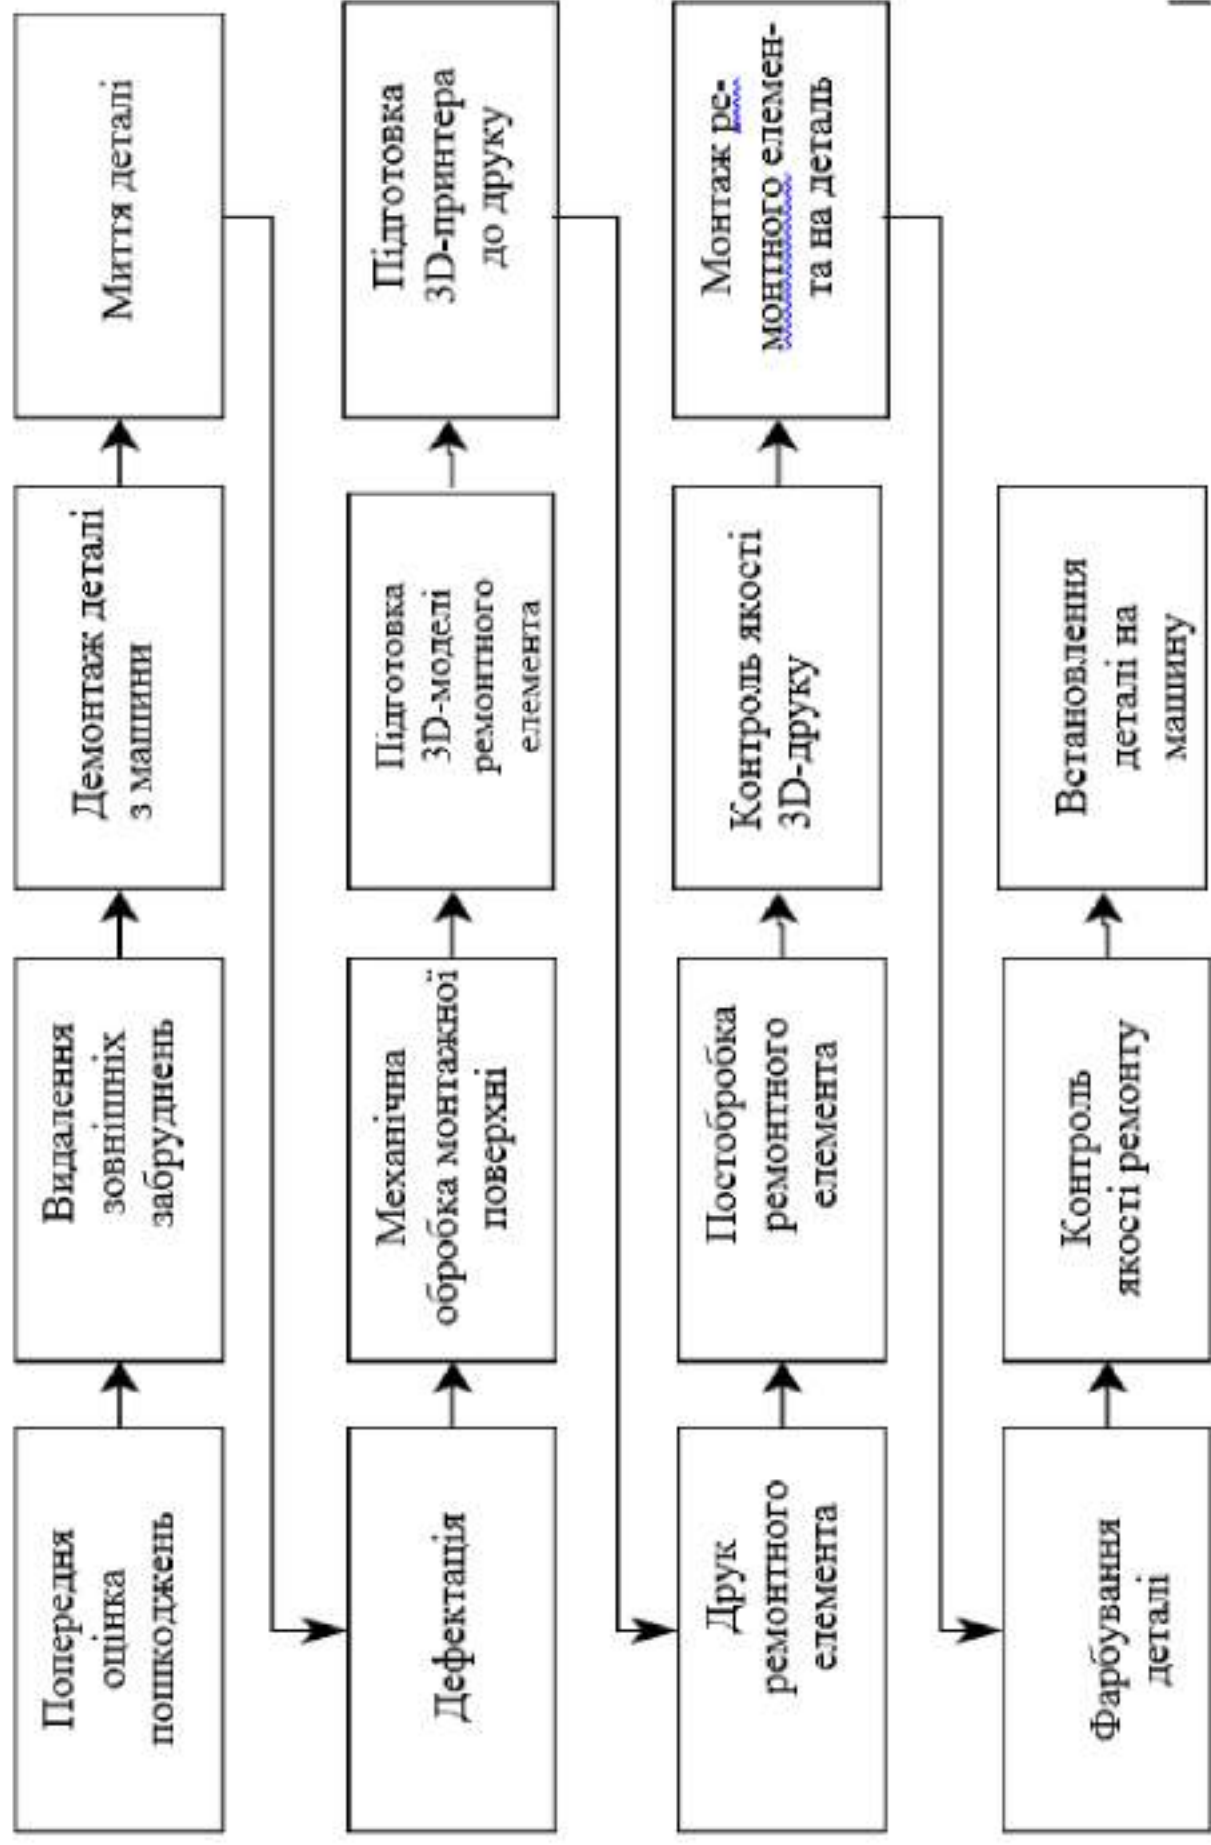 Попередня
оцінка
пошкоджень
Видалення
зовнішніх
забруднень
Демонтаж деталі
з машини
Миття деталі
Дефектація
Механічна
обробка монтажної
поверхні
Підготовка
3D-моделі
ремонтного
елемента
Підготовка
3D-принтера
до друку
Друк
ремонтного
елемента
Постобробка
ремонтного
елемента
Контроль якості
3D-друку
Монтаж ре-
монтного елемен-
та на деталь
Фарбування
деталі
Контроль
якості ремонту
Встановлення
деталі на
машину